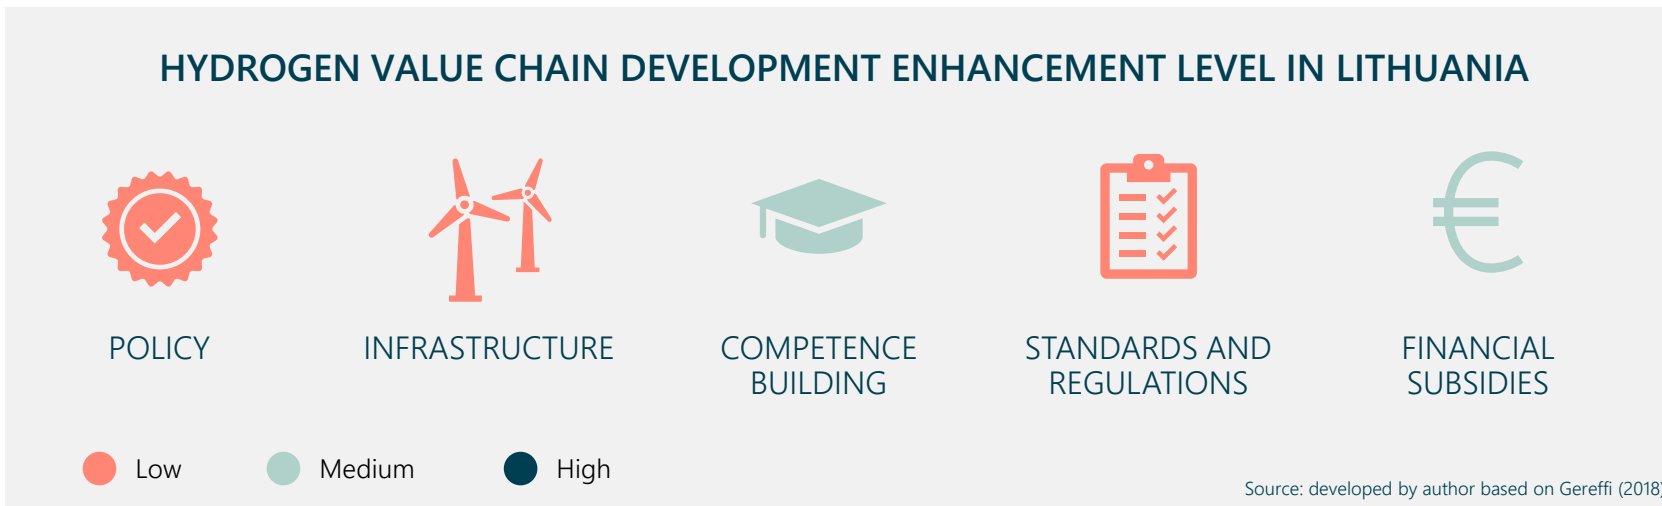 HYDROGEN VALUE CHAIN DEVELOPMENT ENHANCEMENT LEVEL IN LITHUANIA
POLICY
INFRASTRUCTURE
COMPETENCE
BUILDING
STANDARDS AND
REGULATIONS
FINANCIAL
SUBSIDIES
Low
Medium
High
Source: developed by author based on Gereffi (2018)